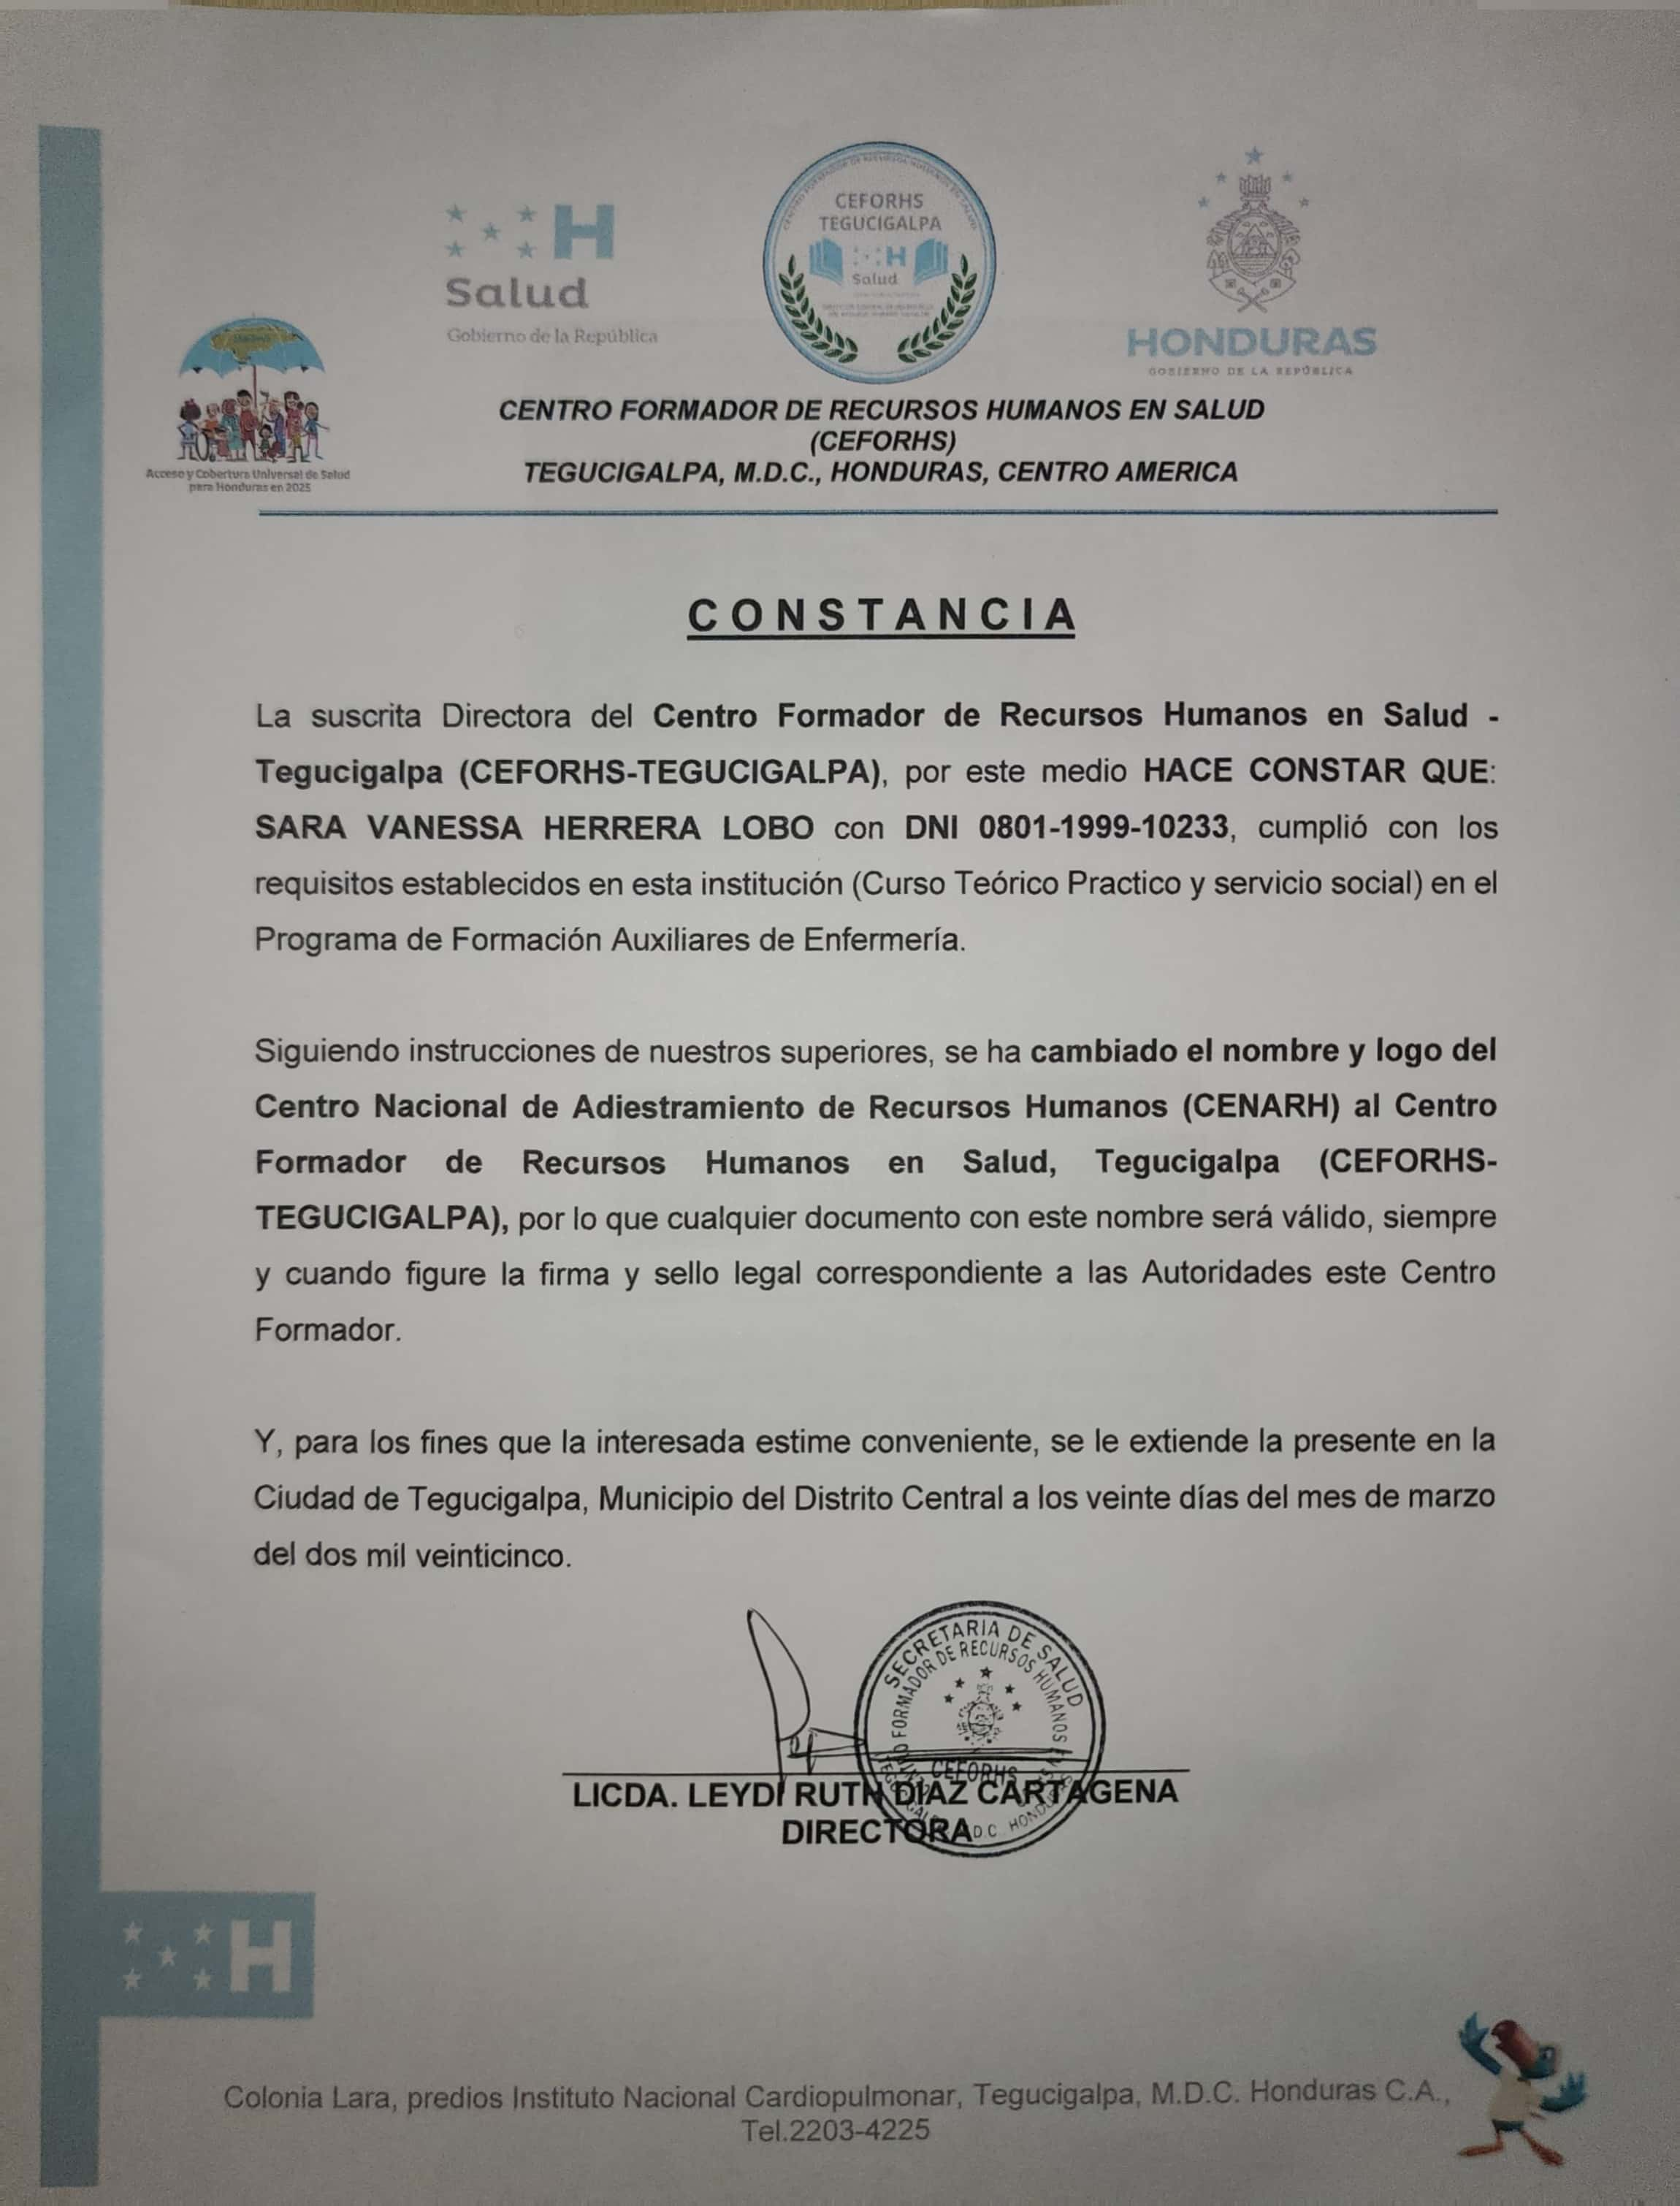 Salud
Gobierno de la República
CEFORHS
TEGUCIGALPA
H
Salud
HONDURAS
GOBIERNO DE LA REPÚBLICA
Acceso y Cobertura Universal de Salud
para Honduras en 2025
CENTRO FORMADOR DE RECURSOS HUMANOS EN SALUD
(CEFORHS)
TEGUCIGALPA, M.D.C., HONDURAS, CENTRO AMERICA
CONSTANCIA
La suscrita Directora del Centro Formador de Recursos Humanos en Salud -
Tegucigalpa (CEFORHS-TEGUCIGALPA), por este medio HACE CONSTAR QUE:
SARA VANESSA HERRERA LOBO con DNI 0801-1999-10233, cumplió con los
requisitos establecidos en esta institución (Curso Teórico Practico y servicio social) en el
Programa de Formación Auxiliares de Enfermería.
Siguiendo instrucciones de nuestros superiores, se ha cambiado el nombre y logo del
Centro Nacional de Adiestramiento de Recursos Humanos (CENARH) al Centro
Formador de Recursos Humanos en Salud, Tegucigalpa (CEFORHS-
TEGUCIGALPA), por lo que cualquier documento con este nombre será válido, siempre
y cuando figure la firma y sello legal correspondiente a las Autoridades este Centro
Formador.
Y, para los fines que la interesada estime conveniente, se le extiende la presente en la
Ciudad de Tegucigalpa, Municipio del Distrito Central a los veinte días del mes de marzo
del dos mil veinticinco.
SECRETARIA DE SALUD
FORMADOR DE RECURSOS HUMANOS
CEFORHS
LICDA. LEYDI RUTH DIAZ CARTAGENA
DIRECTORA
D.C. HONDURAS
H
Colonia Lara, predios Instituto Nacional Cardiopulmonar, Tegucigalpa, M.D.C. Honduras C.A.,
Tel.2203-4225